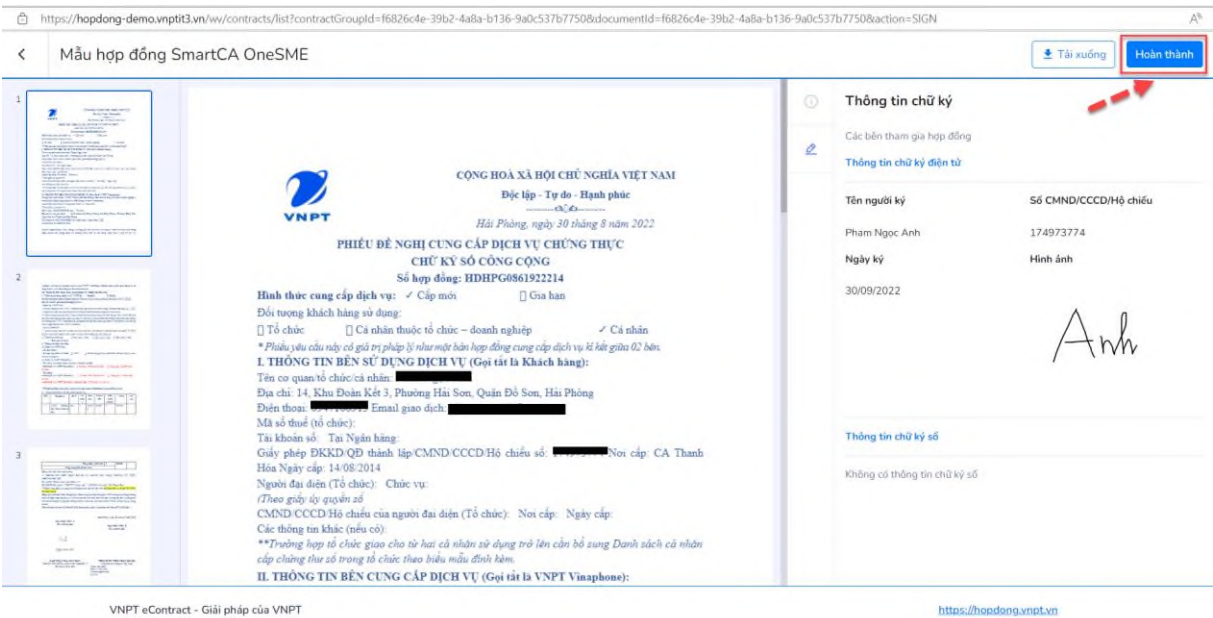 https://hopdong-demo.vnptit3.vn/wv/contracts/list?contractGroupId=f6826c4e-39b2-4a8a-b136-9a0c537b7750&documentId=f6826c4e-39b2-4a8a-b136-9a0c537b7750&action=SIGN
Mẫu hợp đồng SmartCA OneSME
Tải xuống
Hoàn thành
1
2
3
VNPT
CỘNG HOÀ XÃ HỘI CHỦ NGHĨA VIỆT NAM
Độc lập - Tự do - Hạnh phúc
Hải Phòng, ngày 30 tháng 8 năm 2022
PHIẾU ĐỀ NGHỊ CUNG CẤP DỊCH VỤ CHỨNG THỰC
CHỮ KÝ SỐ CÔNG CỘNG
Số hợp đồng: HDHPG0861922214
Hình thức cung cấp dịch vụ: ✓ Cấp mới ▯ Gia hạn
Đối tượng khách hàng sử dụng:
▯ Tổ chức ▯ Cá nhân thuộc tổ chức – doanh nghiệp ✓ Cá nhân
* Phiếu yêu cầu này có giá trị pháp lý như một bản hợp đồng cung cấp dịch vụ kí kết giữa 02 bên.
I. THÔNG TIN BÊN SỬ DỤNG DỊCH VỤ (Gọi tắt là Khách hàng):
Tên cơ quan/tổ chức/cá nhân:
Địa chỉ: 14, Khu Đoàn Kết 3, Phường Hải Sơn, Quận Đồ Sơn, Hải Phòng
Điện thoại: Email giao dịch:
Mã số thuế (tổ chức):
Tài khoản số: Tại Ngân hàng:
Giấy phép ĐKKD/QĐ thành lập/CMND/CCCD/Hộ chiếu số: Nơi cấp: CA Thanh
Hóa Ngày cấp: 14/08/2014
Người đại diện (Tổ chức): Chức vụ:
(Theo giấy ủy quyền số
CMND/CCCD/Hộ chiếu của người đại diện (Tổ chức): Nơi cấp: Ngày cấp:
Các thông tin khác (nếu có):
**Trường hợp tổ chức giao cho từ hai cá nhân sử dụng trở lên cần bổ sung Danh sách cá nhân
cấp chứng thư số trong tổ chức theo biểu mẫu đính kèm.
II. THÔNG TIN BÊN CUNG CẤP DỊCH VỤ (Gọi tắt là VNPT Vinaphone):
Thông tin chữ ký
Các bên tham gia hợp đồng
Thông tin chữ ký điện tử
Tên người ký
Số CMND/CCCD/Hộ chiếu
Pham Ngoc Anh
174973774
Ngày ký
Hình ảnh
30/09/2022
Anh
Thông tin chữ ký số
Không có thông tin chữ ký số
VNPT eContract - Giải pháp của VNPT
https://hopdong.vnpt.vn